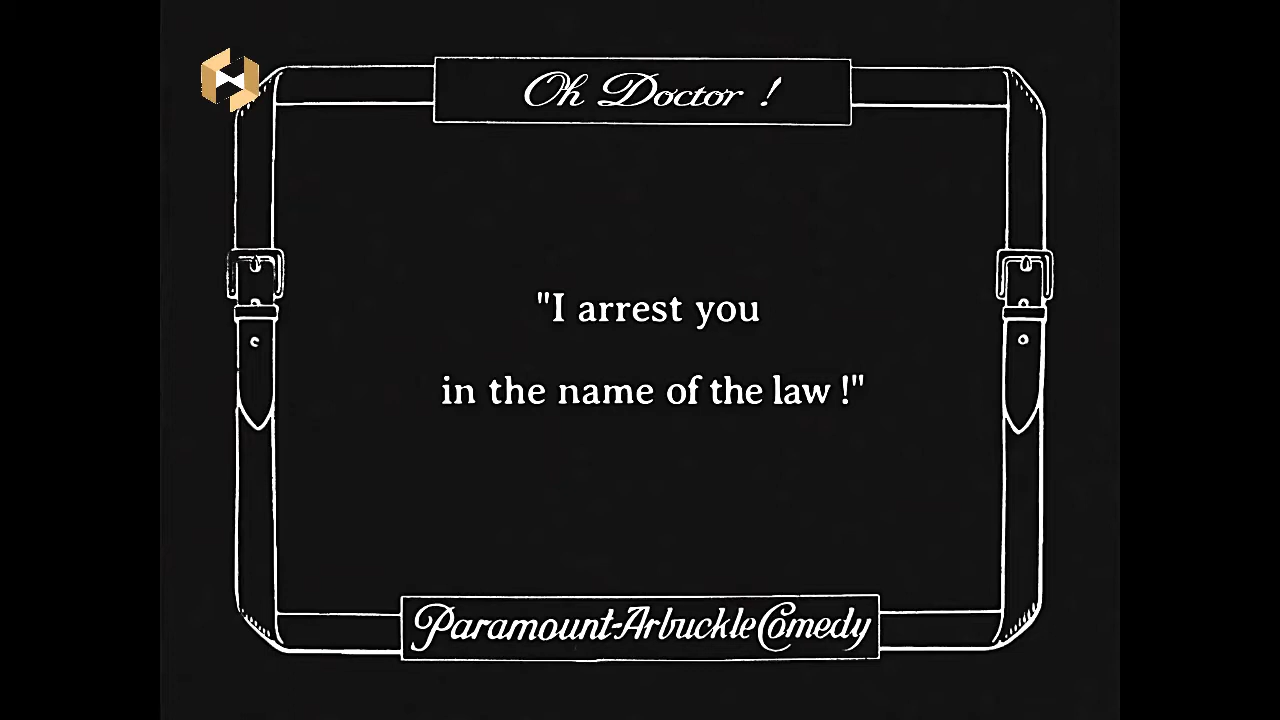 Oh Doctor !
"I arrest you
in the name of the law !"
Paramount-Arbuckle Comedy